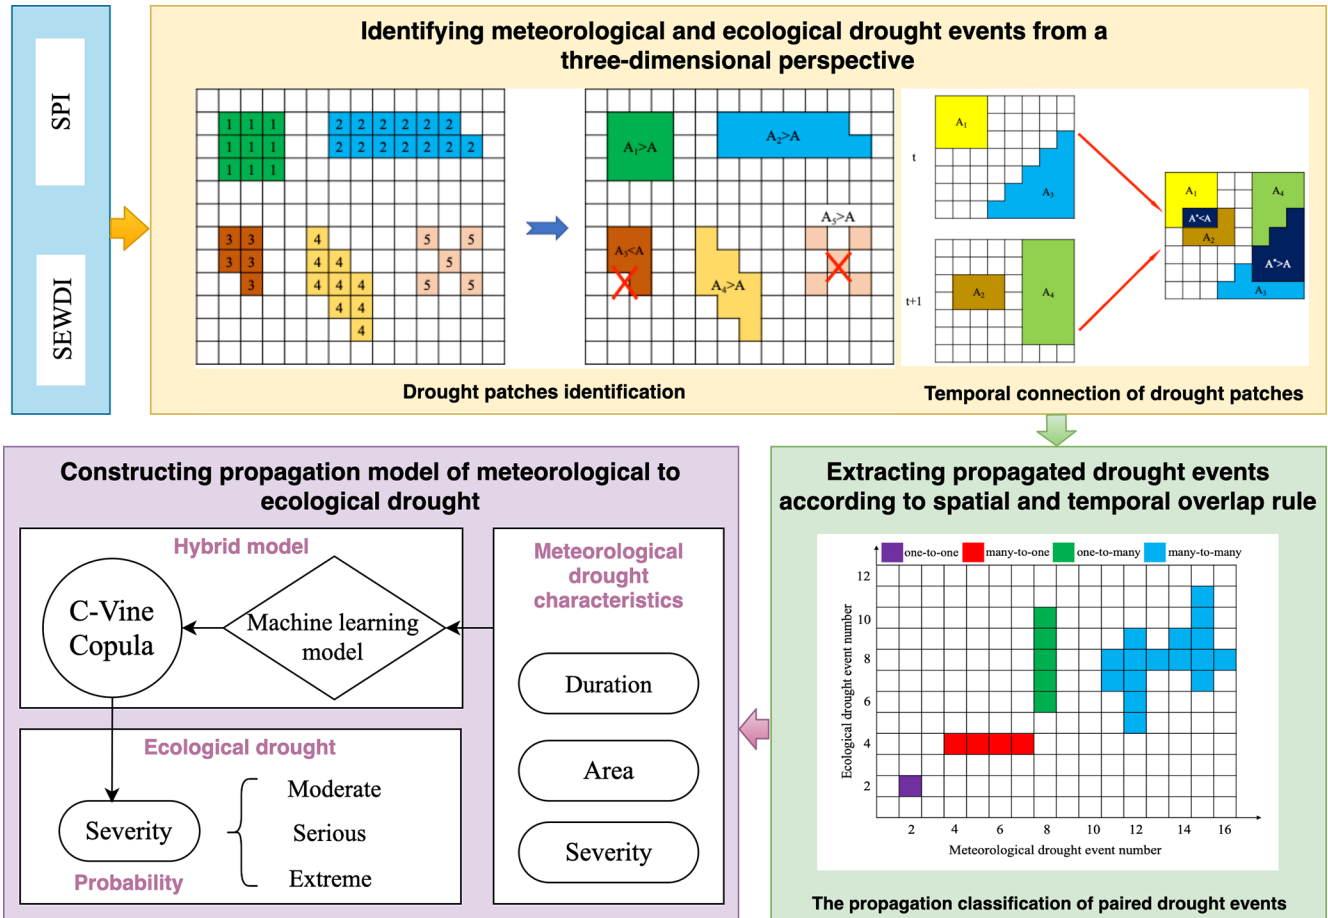 SPI
SEWDI
Identifying meteorological and ecological drought events from a
three-dimensional perspective
1 1 1
1 1 1
1 1 1
2 2 2 2 2 2
2 2 2 2 2 2 2
3 3
3 3
3
4
4 4
4 4 4
4 4
4
5 5
5
5 5
A₁>A
A₂>A
A₃<A
A₄>A
A₅>A
t
A₁
A₃
t+1
A₂
A₄
A₁
A₄
A*<A
A₂
A*>A
A₃
Drought patches identification
Temporal connection of drought patches
Constructing propagation model of meteorological to
ecological drought
Hybrid model
C-Vine
Copula
Machine learning
model
Meteorological
drought
characteristics
Duration
Area
Severity
Ecological drought
Severity
Probability
Moderate
Serious
Extreme
Extracting propagated drought events
according to spatial and temporal overlap rule
one-to-one many-to-one one-to-many many-to-many
Ecological drought event number
12
10
8
6
4
2
2 4 6 8 10 12 14 16
Meteorological drought event number
The propagation classification of paired drought events